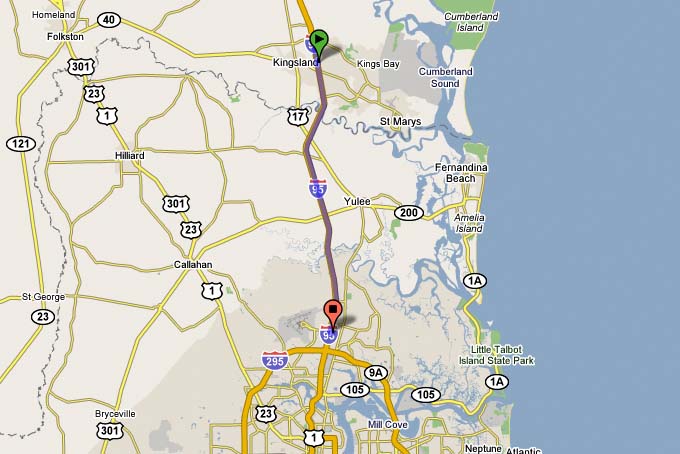 Cumberland
Island
Homeland
40
Folkston
301
23
1
Kingsland
Kings Bay
Cumberland
Sound
17
St Marys
121
Hilliard
Fernandina
Beach
95
301
23
Yulee
200
Amelia
Island
Callahan
1
1A
St George
23
95
295
Little Talbot
Island State Park
9A
105
105
1A
Bryceville
301
23
1
Mill Cove
Neptune
Atlantic